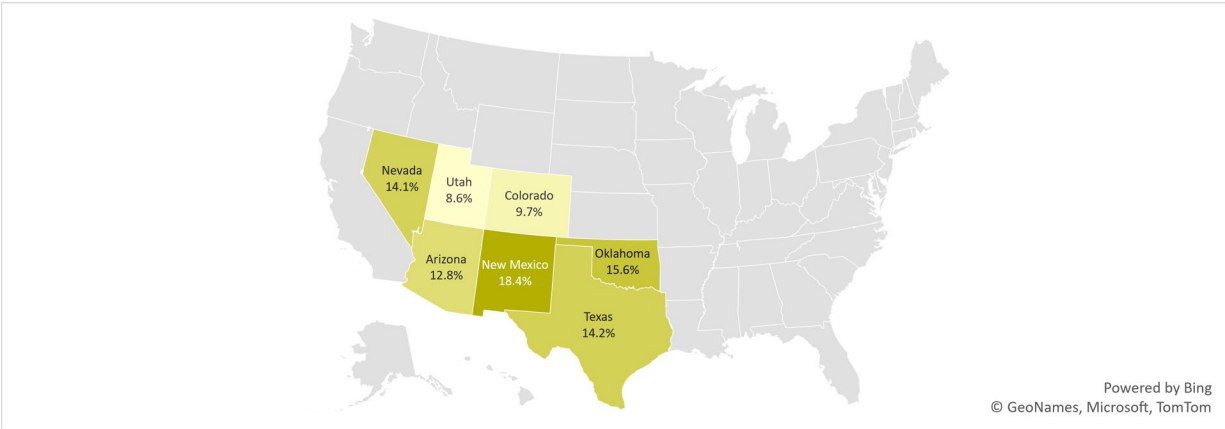 Nevada
14.1%
Utah
8.6%
Colorado
9.7%
Arizona
12.8%
New Mexico
18.4%
Oklahoma
15.6%
Texas
14.2%
Powered by Bing
© GeoNames, Microsoft, TomTom